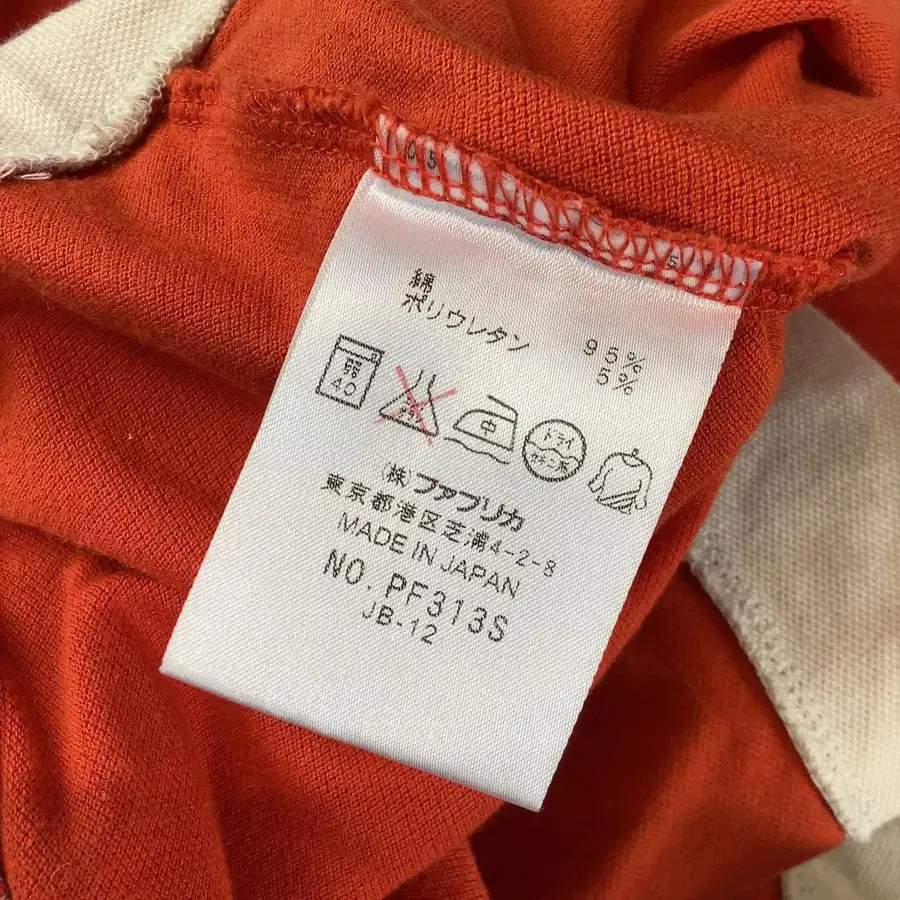 綿 95%
ポリウレタン 5%
弱
40
中
ドライ
(株)ファブリカ
東京都港区芝浦4-2-8
MADE IN JAPAN
NO. PF313S
JB-12